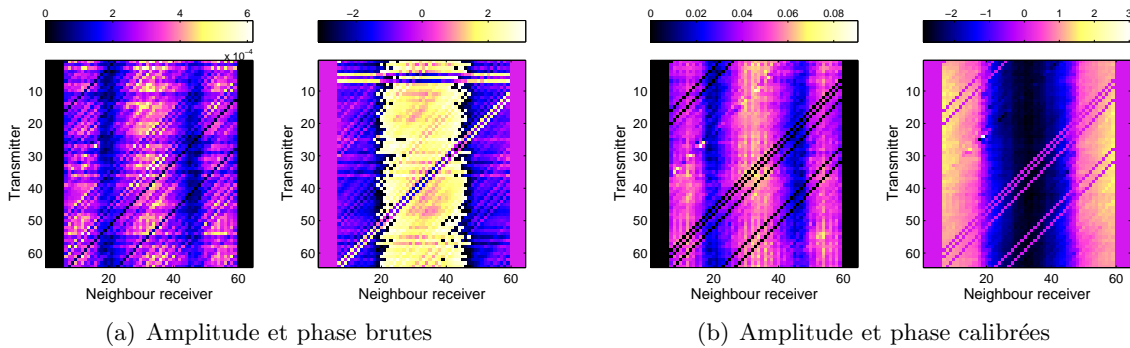 0 2 4 6
−2 0 2
0 0.02 0.04 0.06 0.08
−2 −1 0 1 2 3
x 10⁻⁴
Transmitter
10
20
30
40
50
60
20 40 60
Neighbour receiver
Transmitter
10
20
30
40
50
60
20 40 60
Neighbour receiver
Transmitter
10
20
30
40
50
60
20 40 60
Neighbour receiver
Transmitter
10
20
30
40
50
60
20 40 60
Neighbour receiver
(a) Amplitude et phase brutes
(b) Amplitude et phase calibrées